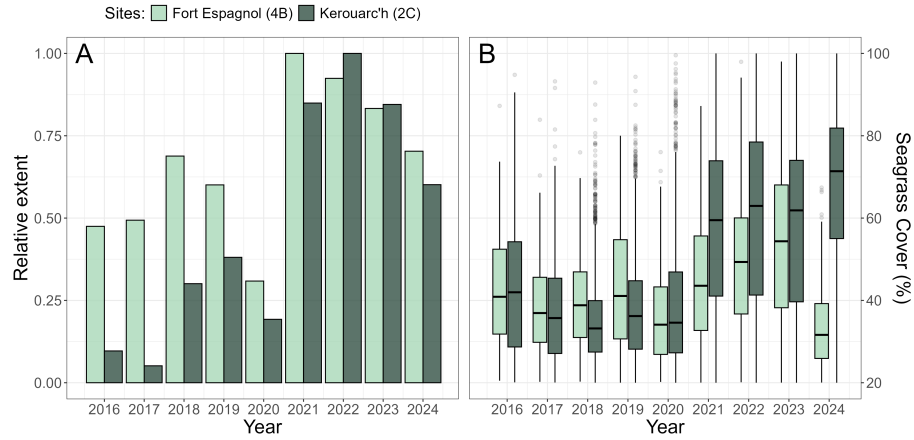 Sites: Fort Espagnol (4B) Kerouarc'h (2C)
A
1.00
0.75
0.50
0.25
0.00
Relative extent
2016 2017 2018 2019 2020 2021 2022 2023 2024
Year
B
100
80
60
40
20
Seagrass Cover (%)
2016 2017 2018 2019 2020 2021 2022 2023 2024
Year